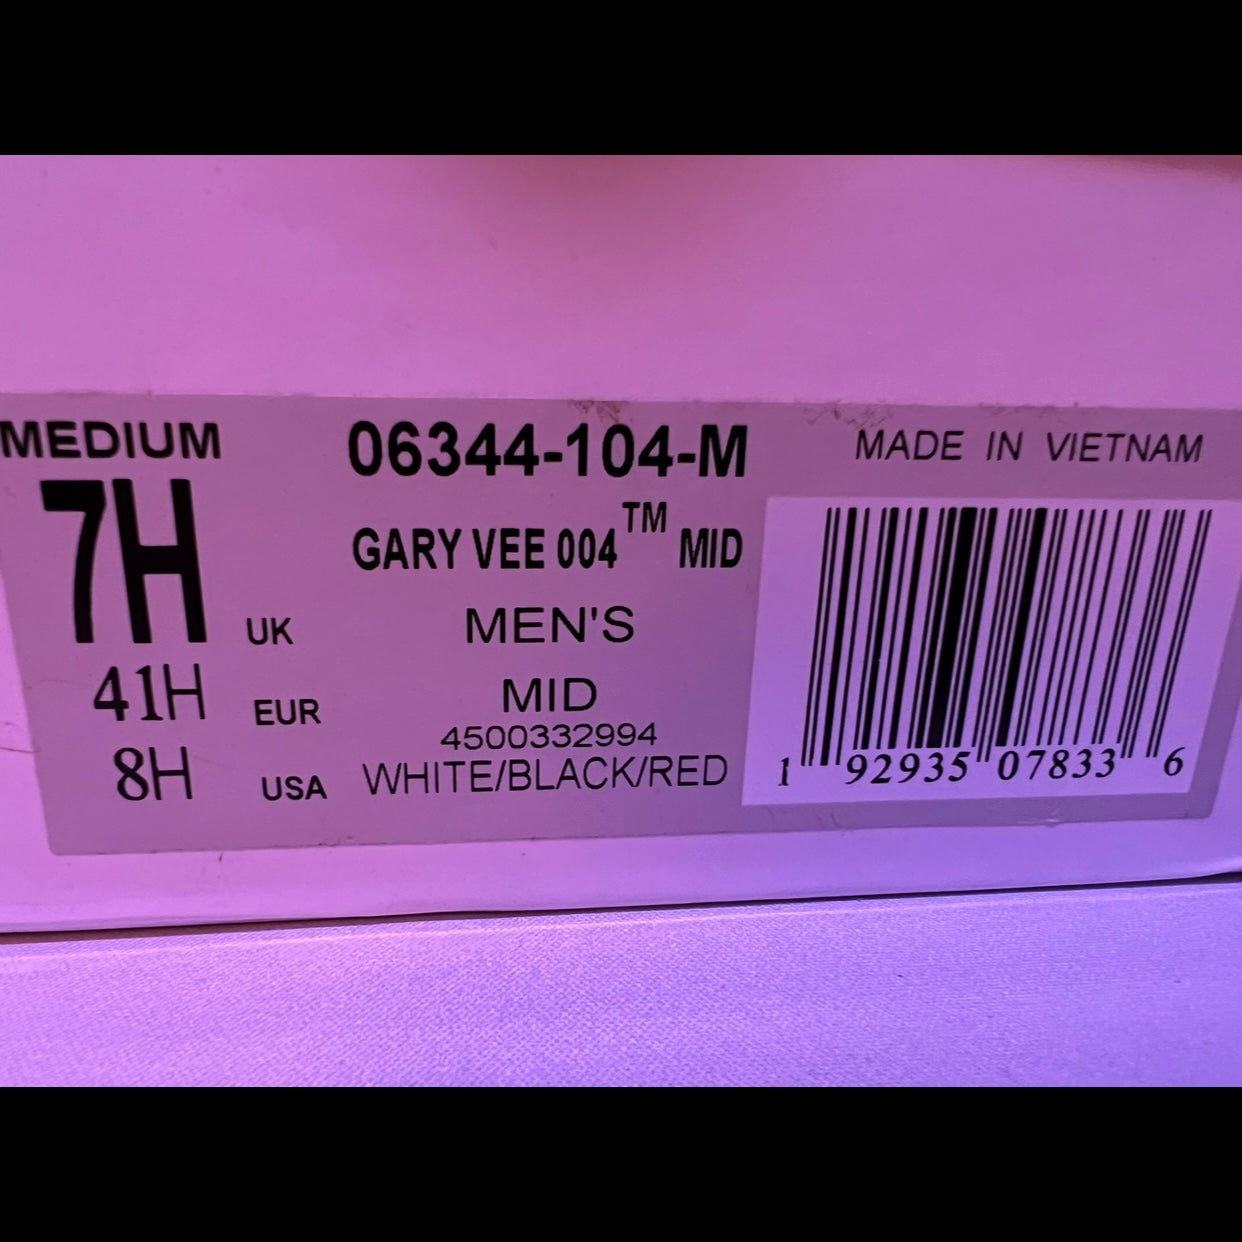 MEDIUM
7H UK
41H EUR
8H USA
06344-104-M
GARY VEE 004™ MID
MEN'S
MID
4500332994
WHITE/BLACK/RED
MADE IN VIETNAM
1 92935 07833 6